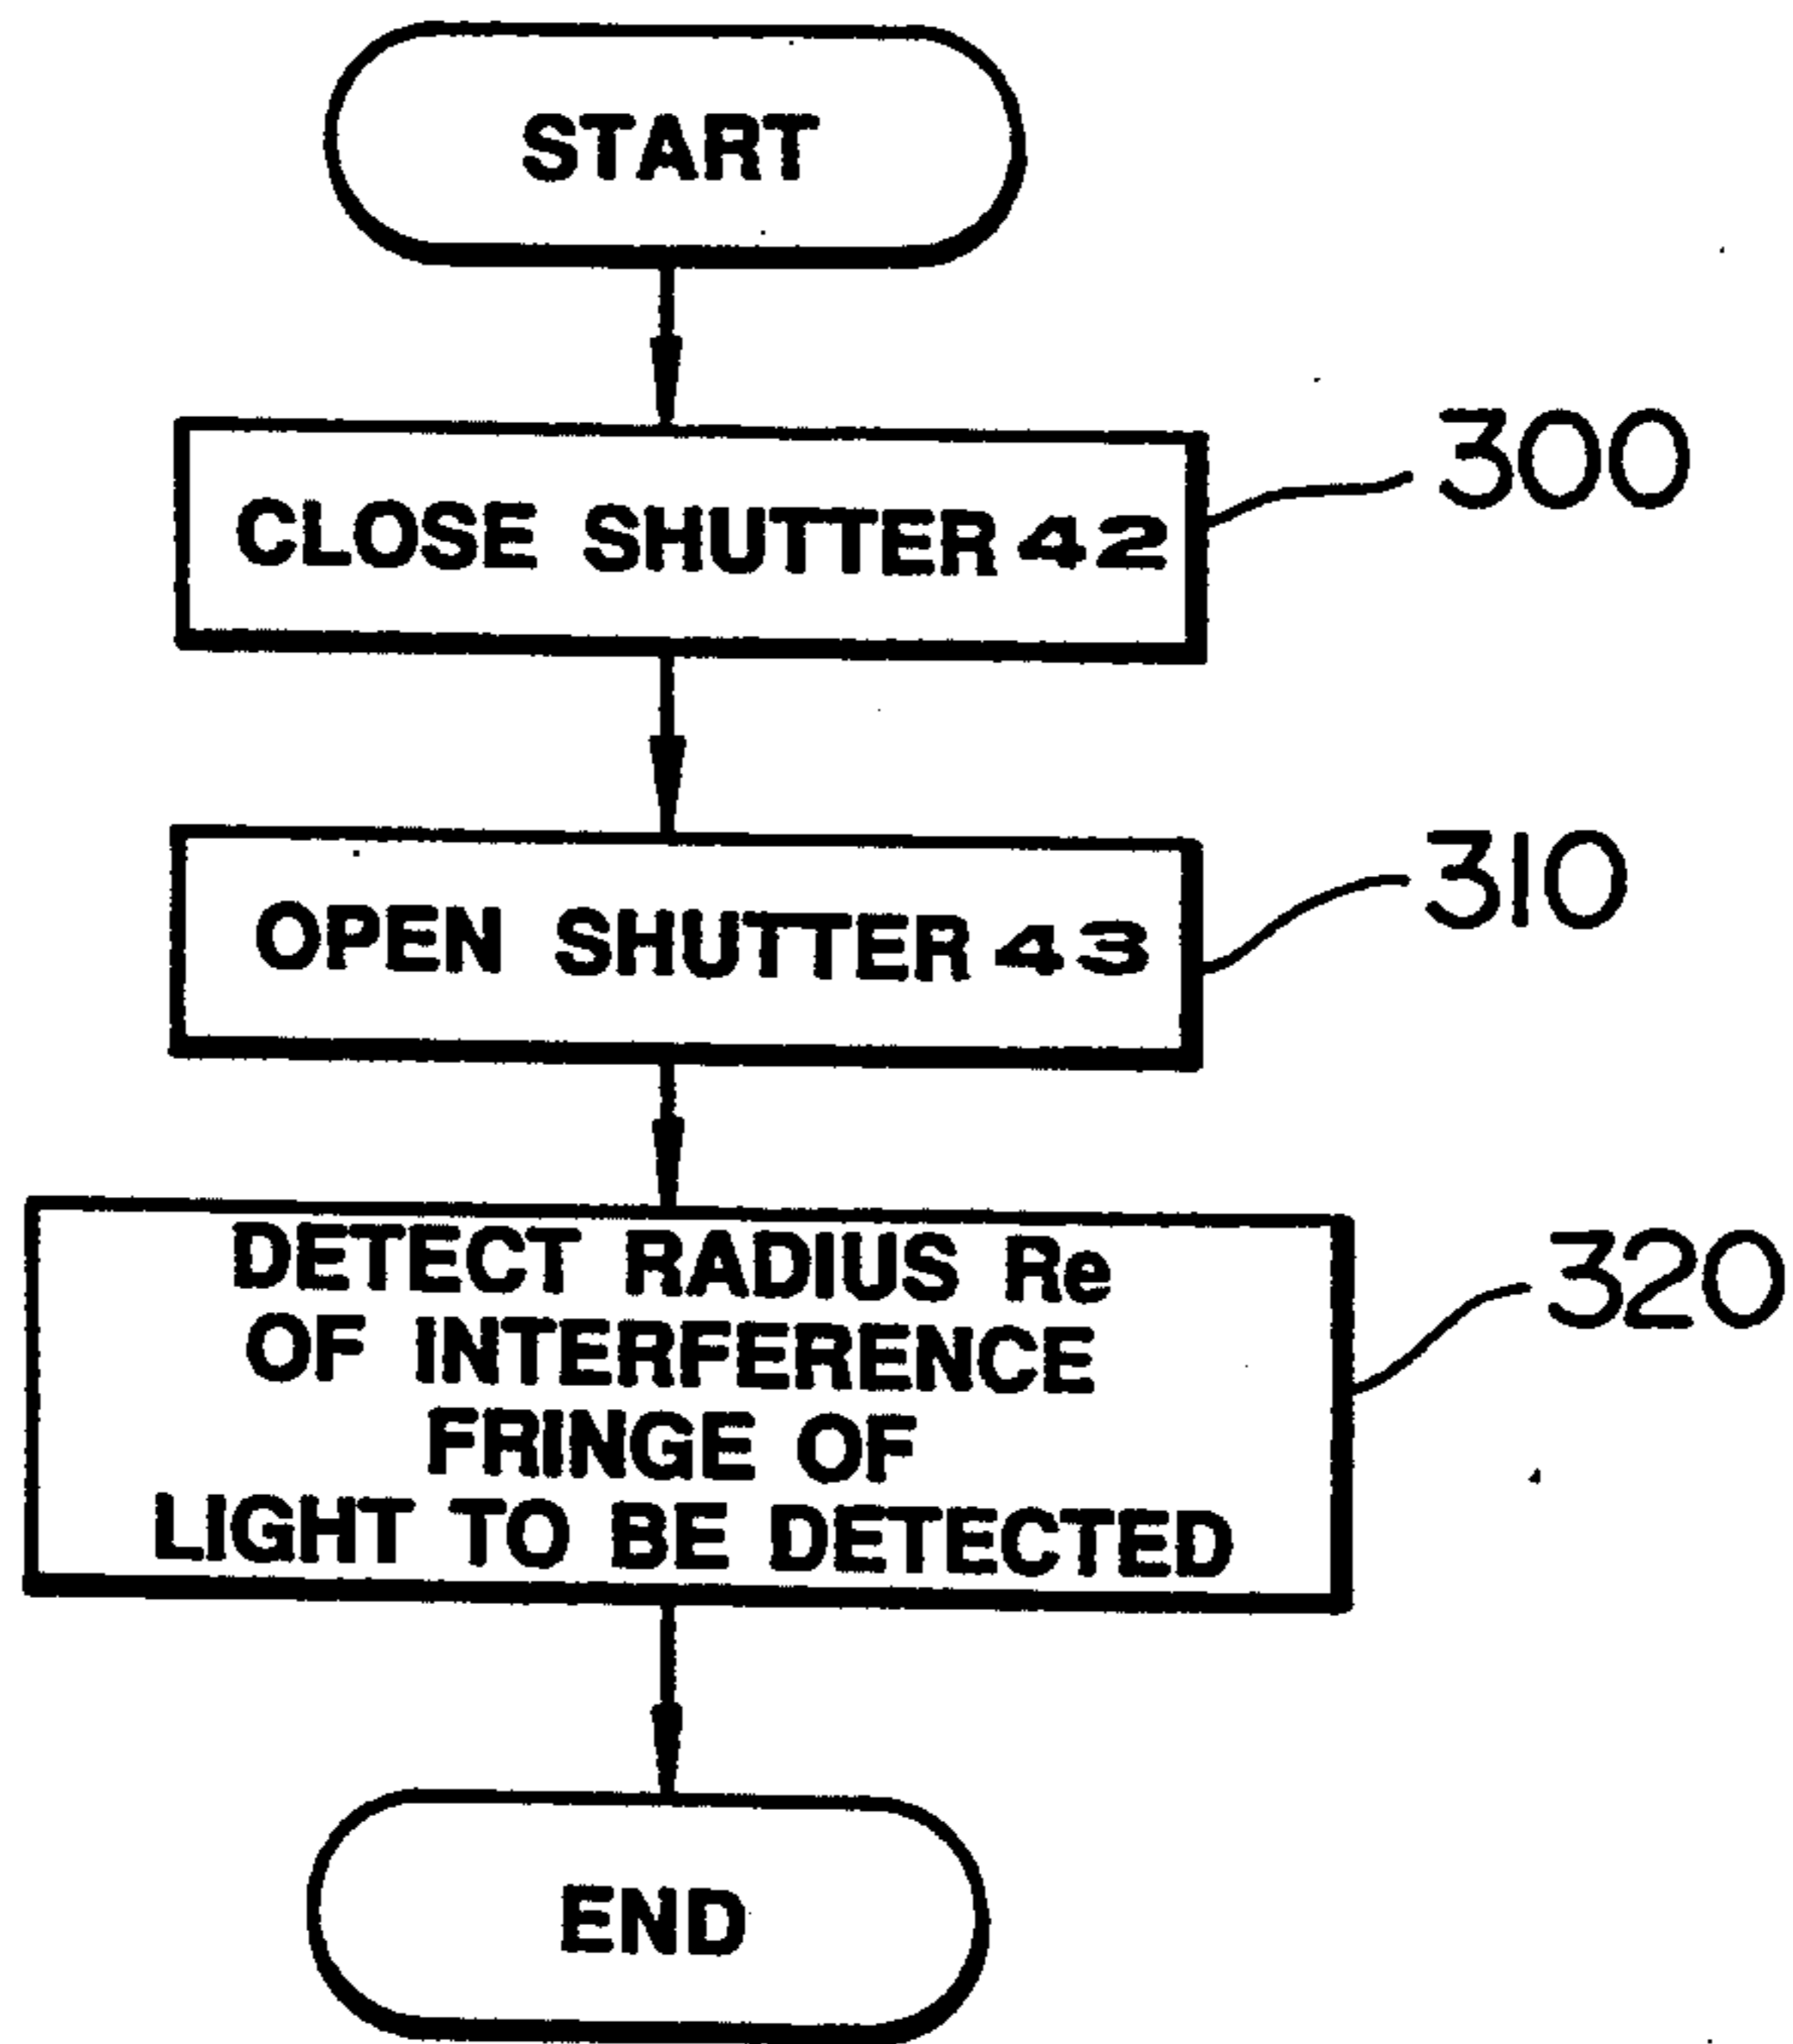 START
CLOSE SHUTTER 42
300
OPEN SHUTTER 43
310
DETECT RADIUS Re
OF INTERFERENCE
FRINGE OF
LIGHT TO BE DETECTED
320
END